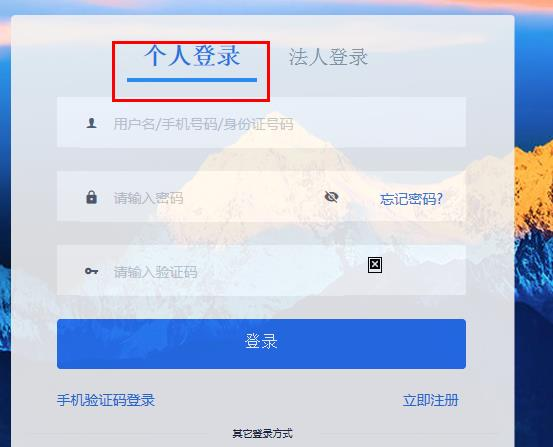 个人登录 法人登录
用户名/手机号码/身份证号码
请输入密码 忘记密码?
请输入验证码
登录
手机验证码登录 立即注册
其它登录方式